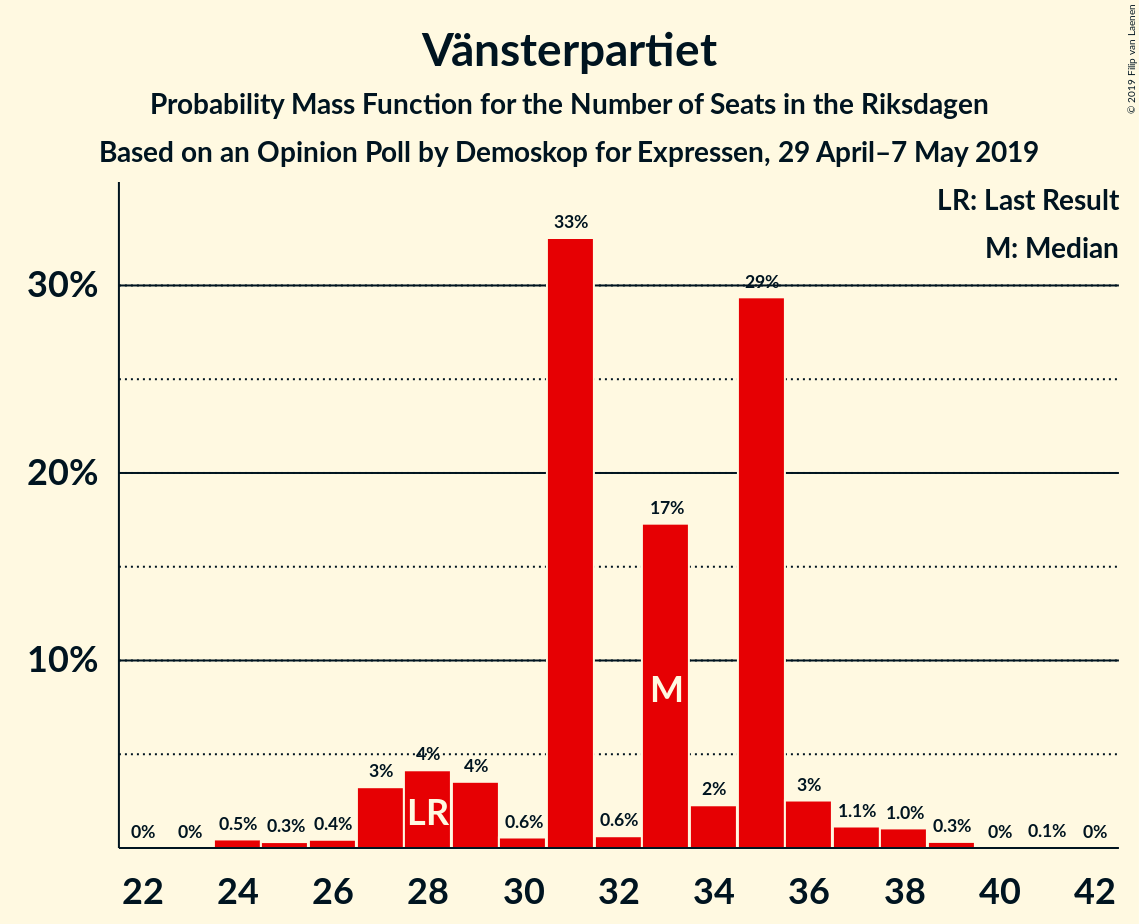 Vänsterpartiet
Probability Mass Function for the Number of Seats in the Riksdagen
Based on an Opinion Poll by Demoskop for Expressen, 29 April–7 May 2019
© 2019 Filip van Laenen
LR: Last Result
M: Median
30%
20%
10%
0%
0%
0.5%
0.3%
0.4%
3%
4%
4%
0.6%
33%
0.6%
17%
2%
29%
3%
1.1%
1.0%
0.3%
0%
0.1%
0%
LR
M
22 24 26 28 30 32 34 36 38 40 42